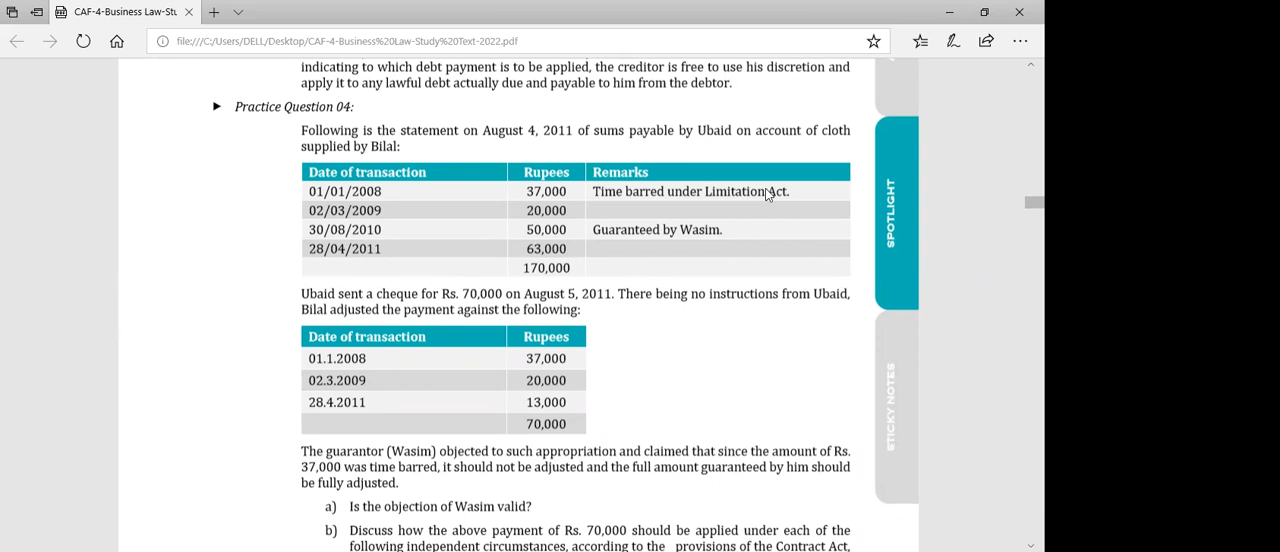 CAF-4-Business Law-Stu
file:///C:/Users/DELL/Desktop/CAF-4-Business%20Law-Study%20Text-2022.pdf
indicating to which debt payment is to be applied, the creditor is free to use his discretion and
apply it to any lawful debt actually due and payable to him from the debtor.
Practice Question 04:
Following is the statement on August 4, 2011 of sums payable by Ubaid on account of cloth
supplied by Bilal:
Date of transaction Rupees Remarks
01/01/2008 37,000 Time barred under Limitation Act.
02/03/2009 20,000
30/08/2010 50,000 Guaranteed by Wasim.
28/04/2011 63,000
170,000
Ubaid sent a cheque for Rs. 70,000 on August 5, 2011. There being no instructions from Ubaid,
Bilal adjusted the payment against the following:
Date of transaction Rupees
01.1.2008 37,000
02.3.2009 20,000
28.4.2011 13,000
70,000
The guarantor (Wasim) objected to such appropriation and claimed that since the amount of Rs.
37,000 was time barred, it should not be adjusted and the full amount guaranteed by him should
be fully adjusted.
a) Is the objection of Wasim valid?
b) Discuss how the above payment of Rs. 70,000 should be applied under each of the
following independent circumstances, according to the provisions of the Contract Act,
SPOTLIGHT
STICKY NOTES